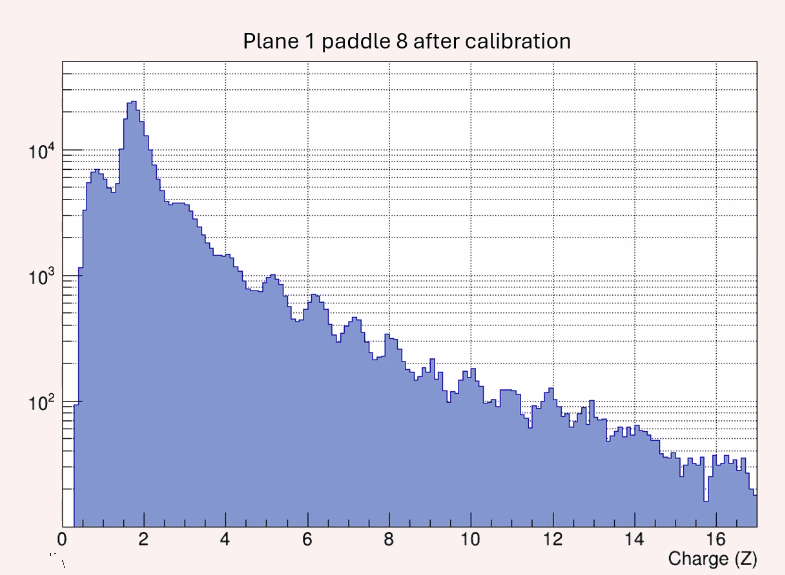 Plane 1 paddle 8 after calibration
10⁴
10³
10²
0 2 4 6 8 10 12 14 16
Charge (Z)